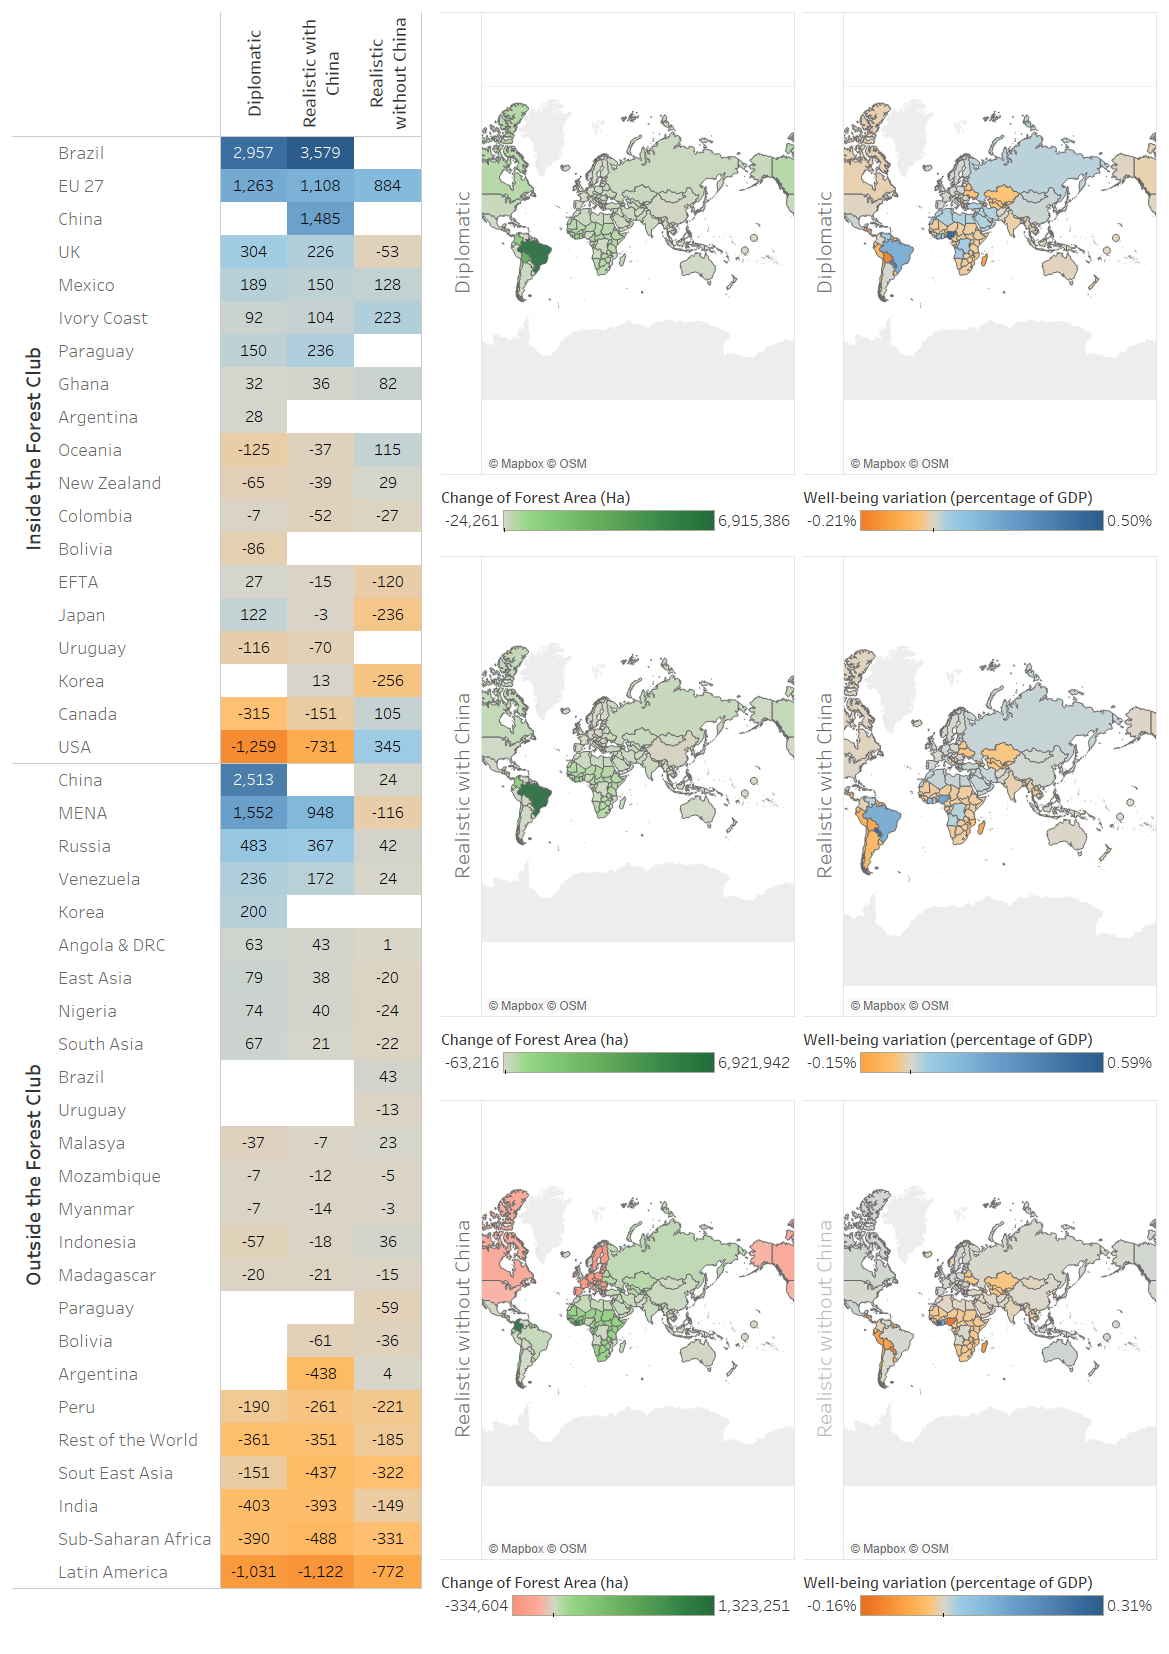 Diplomatic
Realistic with
China
Realistic
without China
Inside the Forest Club
Brazil 2,957 3,579
EU 27 1,263 1,108 884
China 1,485
UK 304 226 -53
Mexico 189 150 128
Ivory Coast 92 104 223
Paraguay 150 236
Ghana 32 36 82
Argentina 28
Oceania -125 -37 115
New Zealand -65 -39 29
Colombia -7 -52 -27
Bolivia -86
EFTA 27 -15 -120
Japan 122 -3 -236
Uruguay -116 -70
Korea 13 -256
Canada -315 -151 105
USA -1,259 -731 345
Outside the Forest Club
China 2,513 24
MENA 1,552 948 -116
Russia 483 367 42
Venezuela 236 172 24
Korea 200
Angola & DRC 63 43 1
East Asia 79 38 -20
Nigeria 74 40 -24
South Asia 67 21 -22
Brazil 43
Uruguay -13
Malasya -37 -7 23
Mozambique -7 -12 -5
Myanmar -7 -14 -3
Indonesia -57 -18 36
Madagascar -20 -21 -15
Paraguay -59
Bolivia -61 -36
Argentina -438 4
Peru -190 -261 -221
Rest of the World -361 -351 -185
Sout East Asia -151 -437 -322
India -403 -393 -149
Sub-Saharan Africa -390 -488 -331
Latin America -1,031 -1,122 -772
Diplomatic
© Mapbox © OSM
Change of Forest Area (Ha)
-24,261 6,915,386
Diplomatic
© Mapbox © OSM
Well-being variation (percentage of GDP)
-0.21% 0.50%
Realistic with China
© Mapbox © OSM
Change of Forest Area (ha)
-63,216 6,921,942
Realistic with China
© Mapbox © OSM
Well-being variation (percentage of GDP)
-0.15% 0.59%
Realistic without China
© Mapbox © OSM
Change of Forest Area (ha)
-334,604 1,323,251
Realistic without China
© Mapbox © OSM
Well-being variation (percentage of GDP)
-0.16% 0.31%